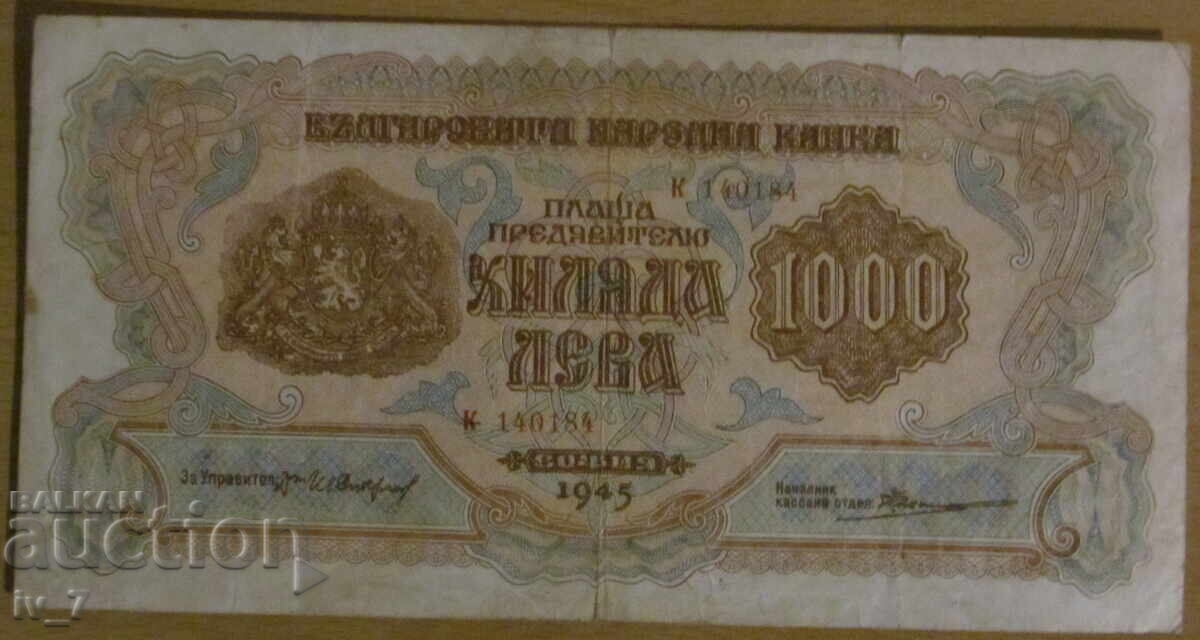 БЪЛГАРСКАТА НАРОДНА БАНКА
К 140184
ПЛАЩА
ПРЕДЯВИТЕЛЮ
ХИЛЯДА
ЛЕВА
1000
К 140184
СОФИЯ
1945
За Управител:
Началник
кассовия отдел:
BALKAN
auction
iv_7